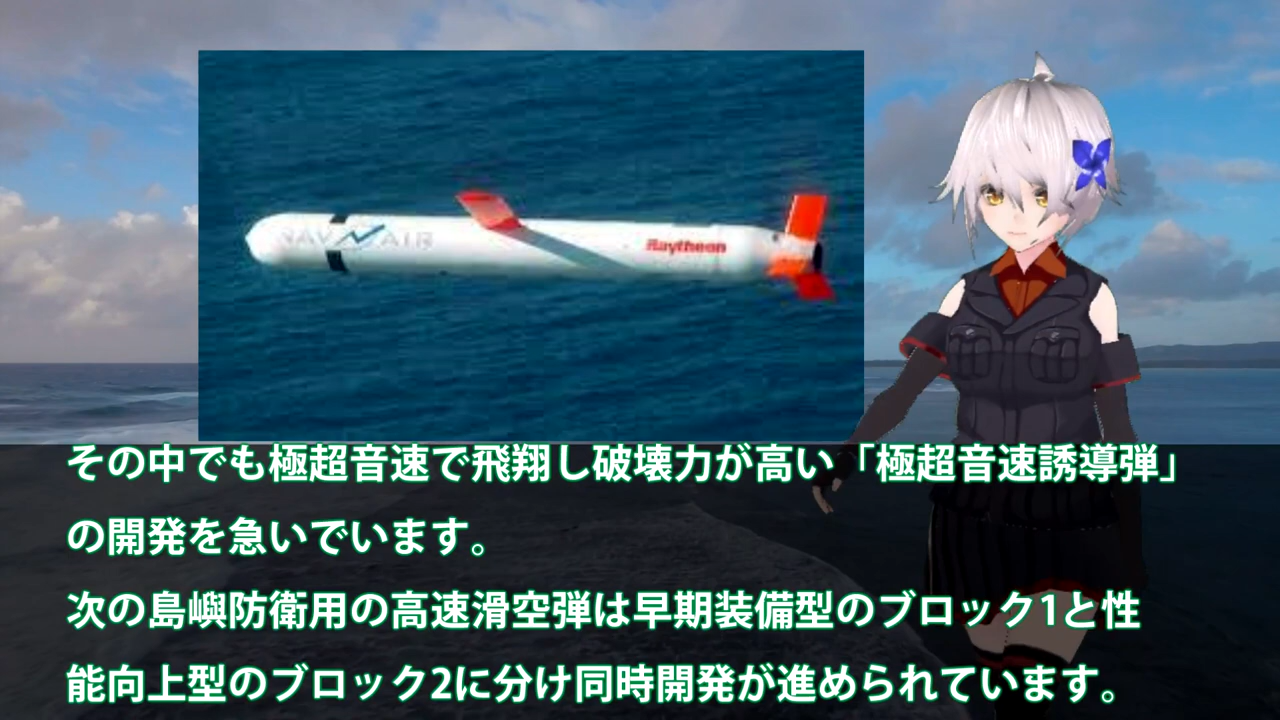 NAVAIR
Raytheon
その中でも極超音速で飛翔し破壊力が高い「極超音速誘導弾」
の開発を急いでいます。
次の島嶼防衛用の高速滑空弾は早期装備型のブロック1と性
能向上型のブロック2に分け同時開発が進められています。